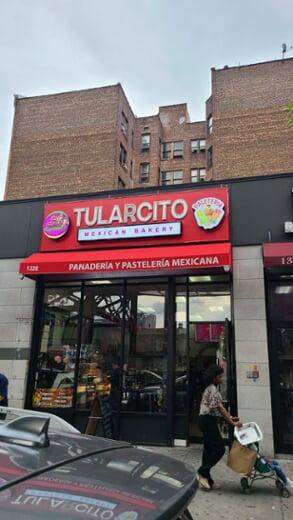 TULARCITO
MEXICAN BAKERY
PALETERIA
1328
PANADERÍA Y PASTELERÍA MEXICANA